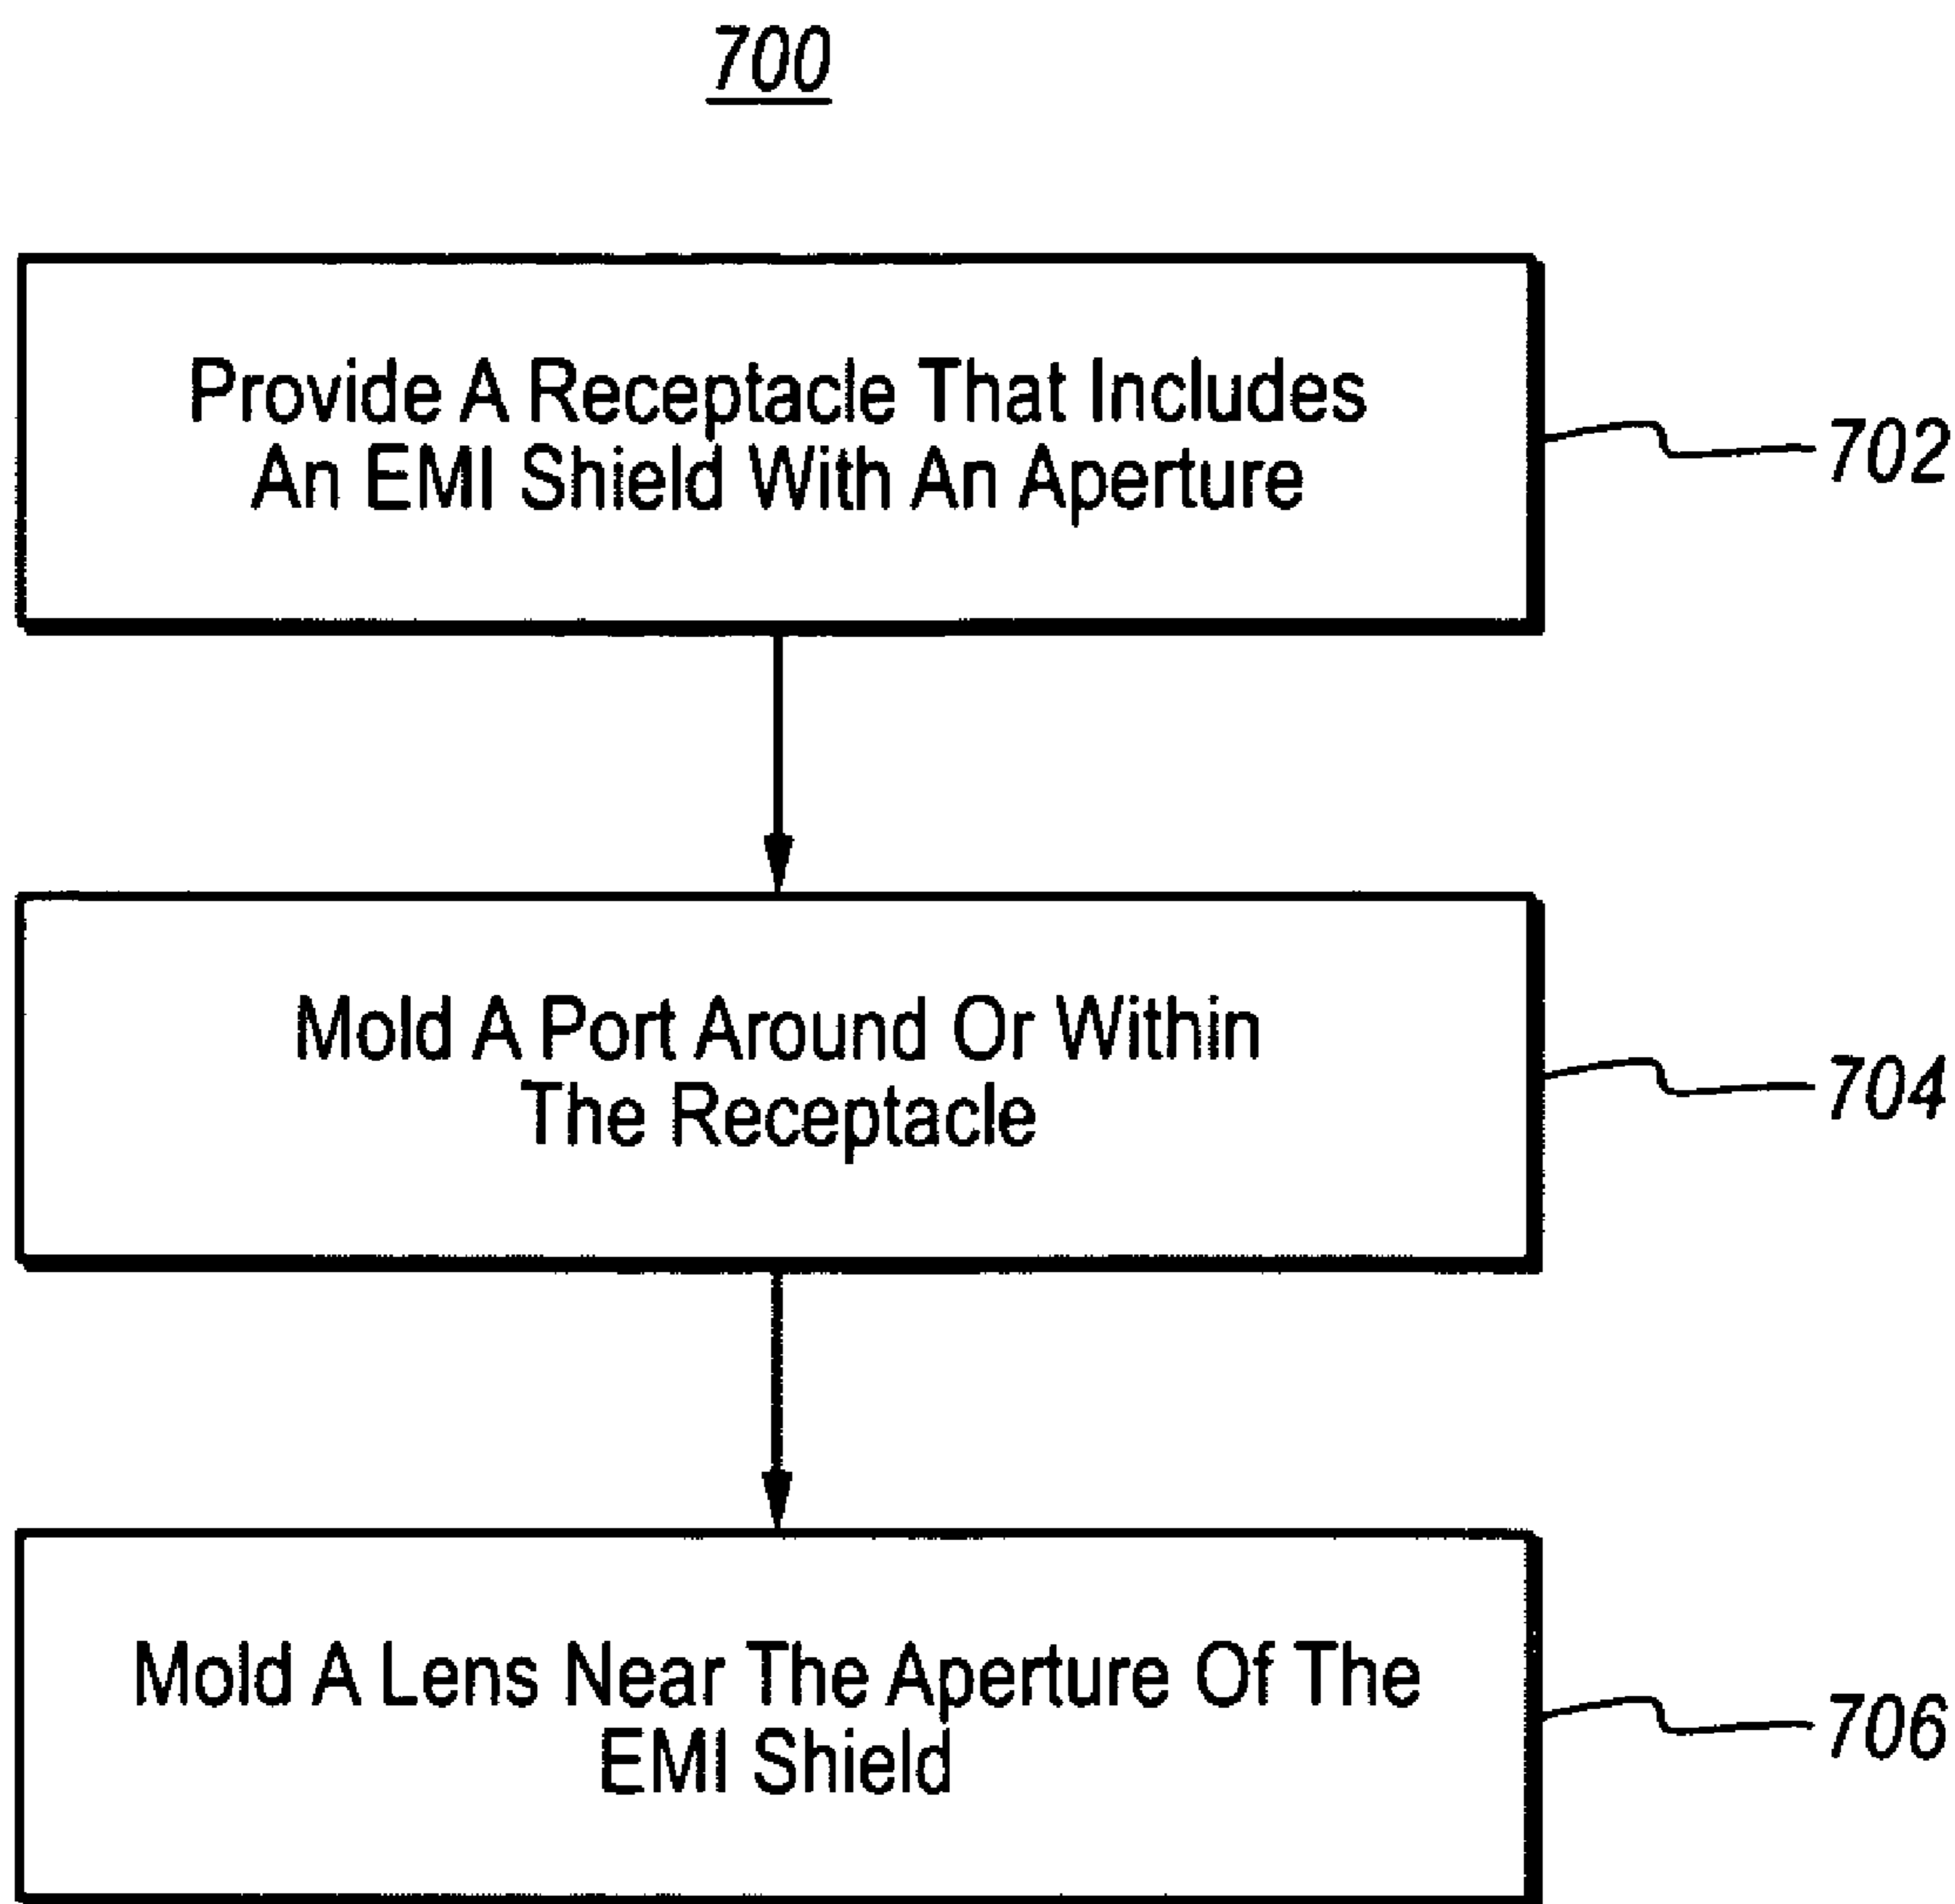 700
Provide A Receptacle That Includes
An EMI Shield With An Aperture
702
Mold A Port Around Or Within
The Receptacle
704
Mold A Lens Near The Aperture Of The
EMI Shield
706